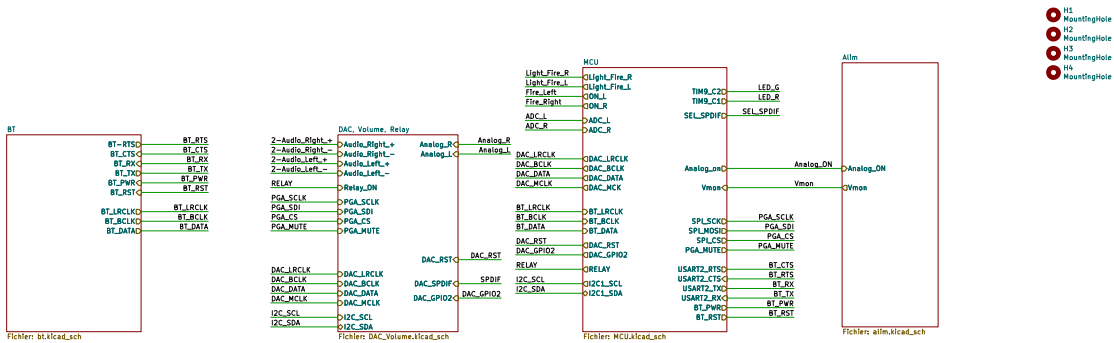 H1
MountingHole
H2
MountingHole
H3
MountingHole
H4
MountingHole
BT
BT_RTS
BT-RTS
BT_CTS
BT_CTS
BT_RX
BT_RX
BT_TX
BT_TX
BT_PWR
BT_PWR
BT_RST
BT_RST
BT_LRCLK
BT_LRCLK
BT_BCLK
BT_BCLK
BT_DATA
BT_DATA
Fichier: bt.kicad_sch
DAC, Volume, Relay
2-Audio_Right_+
Audio_Right_+
2-Audio_Right_-
Audio_Right_-
2-Audio_Left_+
Audio_Left_+
2-Audio_Left_-
Audio_Left_-
RELAY
Relay_ON
PGA_SCLK
PGA_SCLK
PGA_SDI
PGA_SDI
PGA_CS
PGA_CS
PGA_MUTE
PGA_MUTE
DAC_LRCLK
DAC_LRCLK
DAC_BCLK
DAC_BCLK
DAC_DATA
DAC_DATA
DAC_MCLK
DAC_MCLK
I2C_SCL
I2C_SCL
I2C_SDA
I2C_SDA
Analog_R
Analog_R
Analog_L
Analog_L
DAC_RST
DAC_RST
DAC_SPDIF
SPDIF
DAC_GPIO2
DAC_GPIO2
Fichier: DAC_Volume.kicad_sch
MCU
Light_Fire_R
Light_Fire_R
Light_Fire_L
Light_Fire_L
Fire_Left
ON_L
Fire_Right
ON_R
ADC_L
ADC_L
ADC_R
ADC_R
DAC_LRCLK
DAC_LRCLK
DAC_BCLK
DAC_BCLK
DAC_DATA
DAC_DATA
DAC_MCLK
DAC_MCK
BT_LRCLK
BT_LRCLK
BT_BCLK
BT_BCLK
BT_DATA
BT_DATA
DAC_RST
DAC_RST
DAC_GPIO2
DAC_GPIO2
RELAY
RELAY
I2C_SCL
I2C1_SCL
I2C_SDA
I2C1_SDA
TIM9_C2
LED_G
TIM9_C1
LED_R
SEL_SPDIF
SEL_SPDIF
Analog_on
Analog_ON
Vmon
Vmon
SPI_SCK
PGA_SCLK
SPI_MOSI
PGA_SDI
SPI_CS
PGA_CS
PGA_MUTE
PGA_MUTE
USART2_RTS
BT_CTS
USART2_CTS
BT_RTS
USART2_TX
BT_RX
USART2_RX
BT_TX
BT_PWR
BT_PWR
BT_RST
BT_RST
Fichier: MCU.kicad_sch
Alim
Analog_ON
Vmon
Fichier: alim.kicad_sch